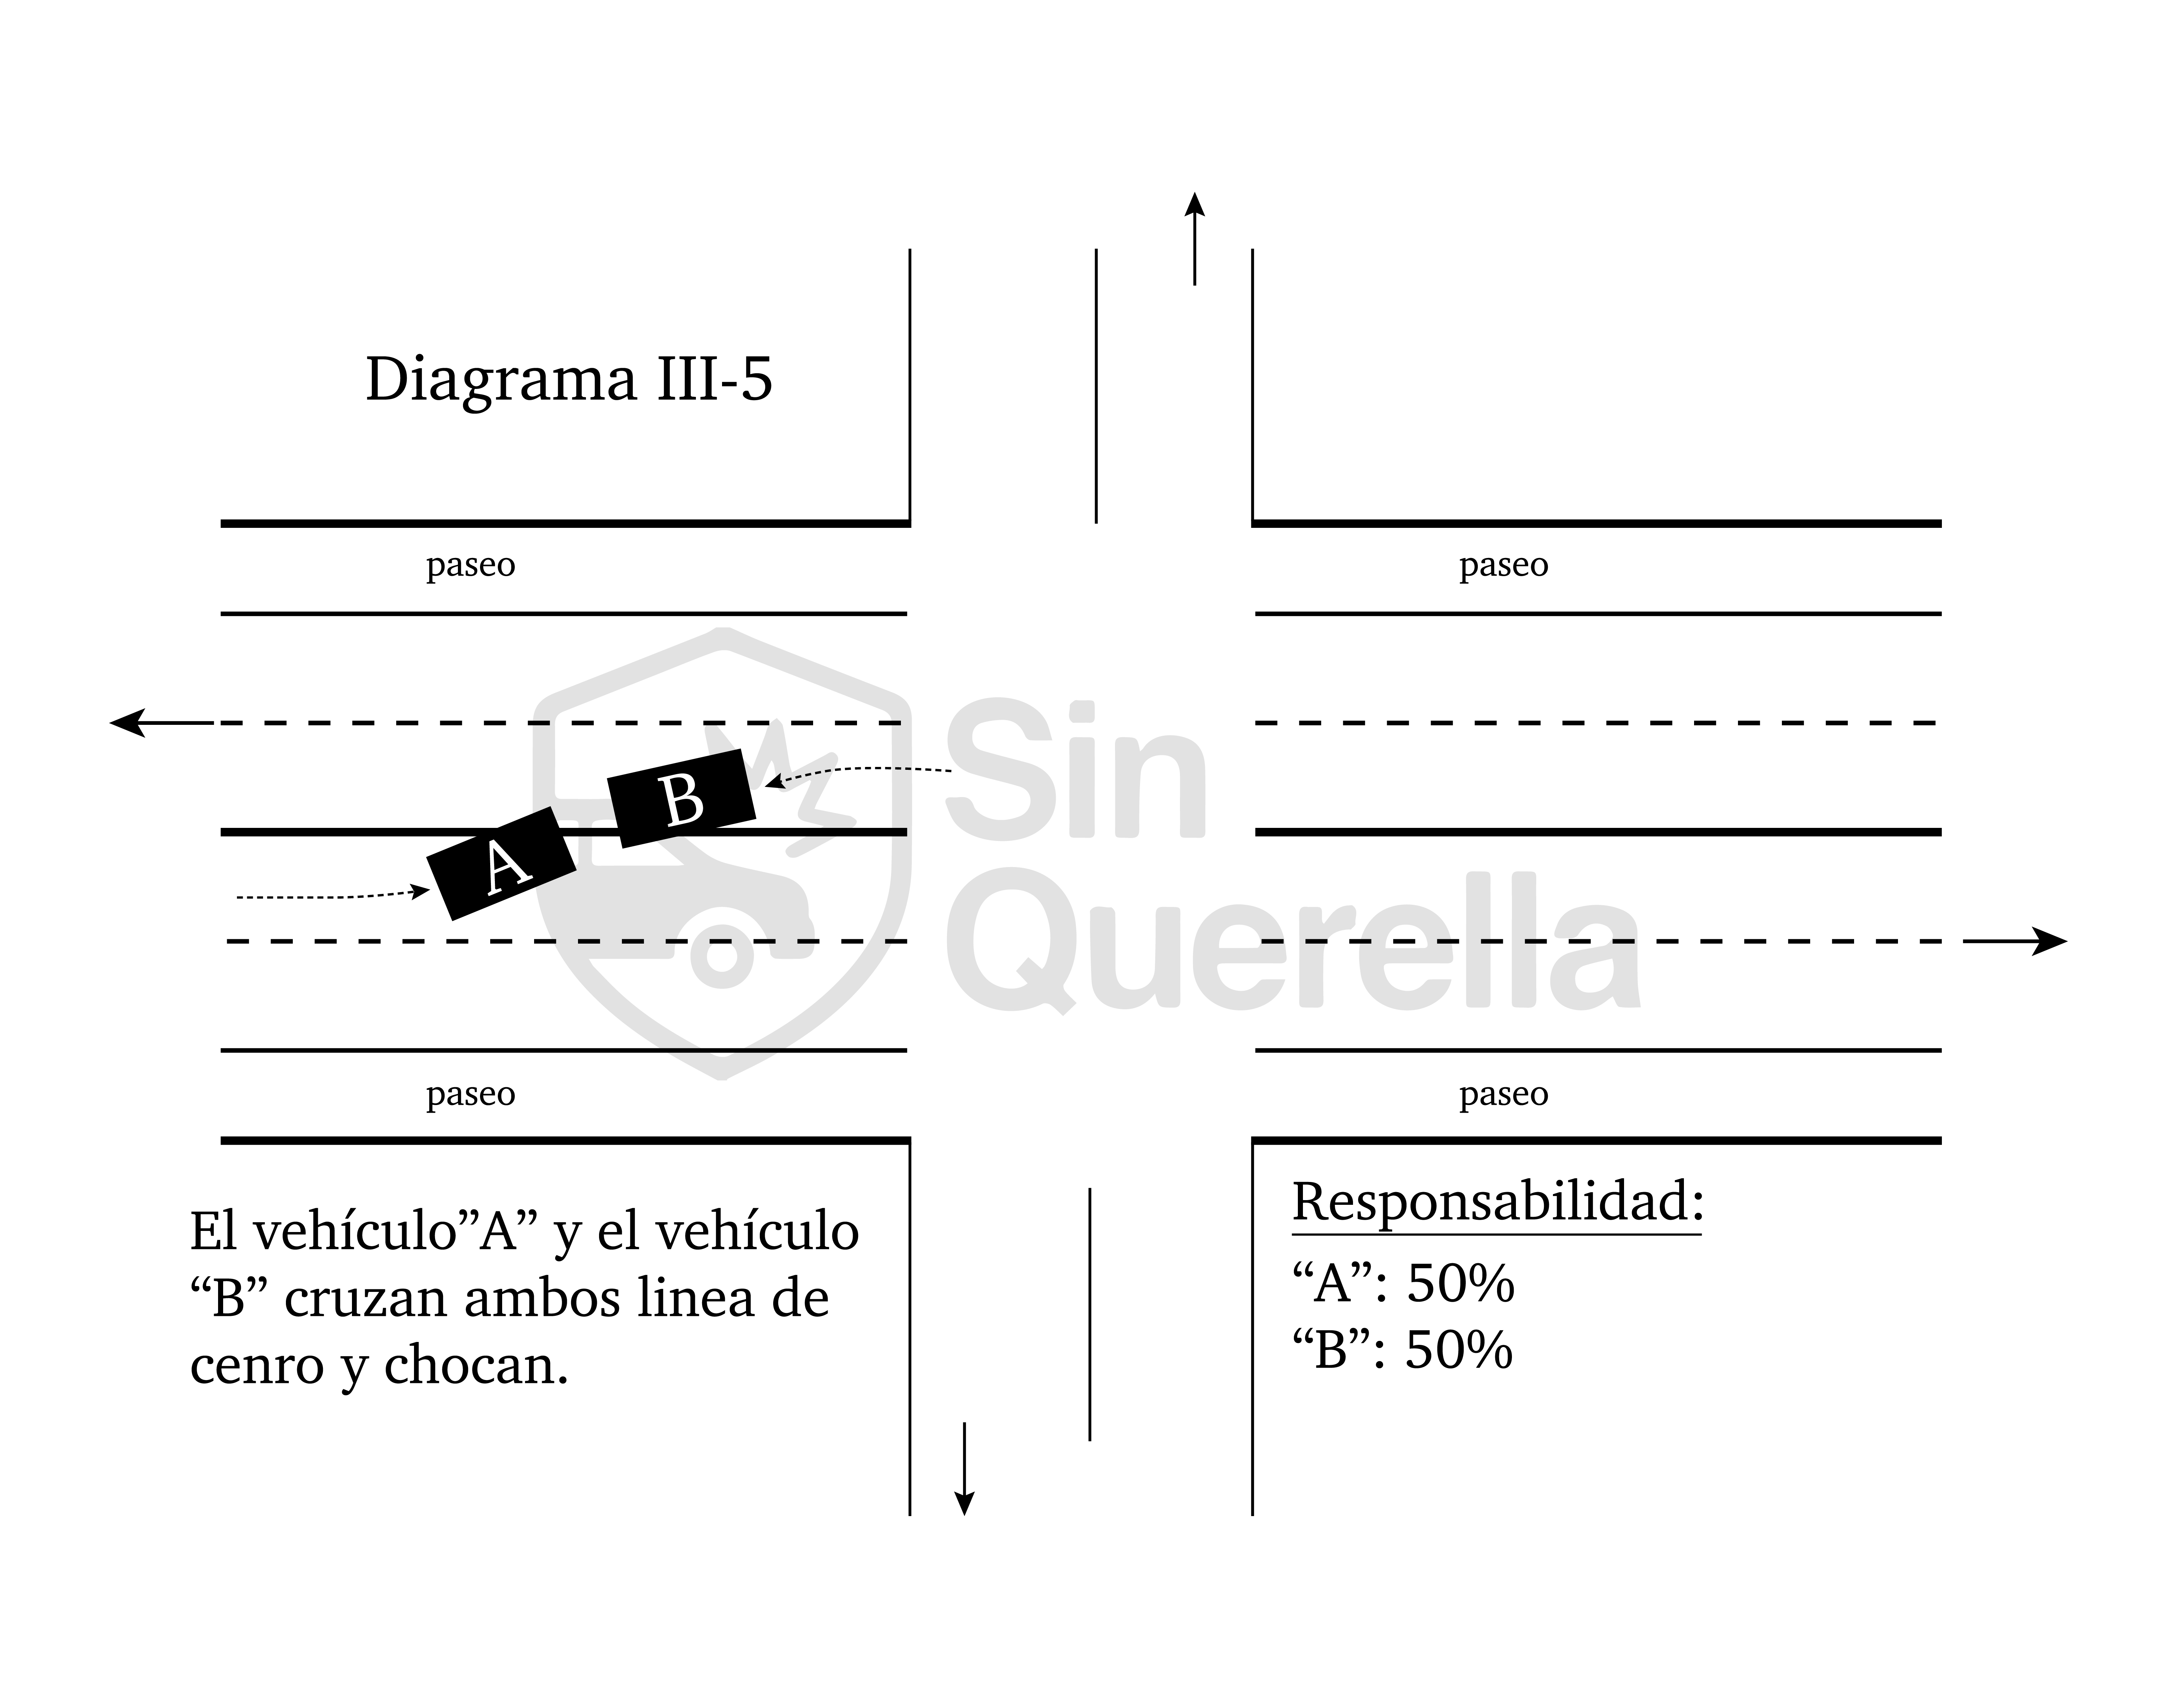 Diagrama III-5
paseo
paseo
B
A
Sin
Querella
paseo
paseo
El vehículo”A” y el vehículo
“B” cruzan ambos linea de
cenro y chocan.
Responsabilidad:
“A”: 50%
“B”: 50%